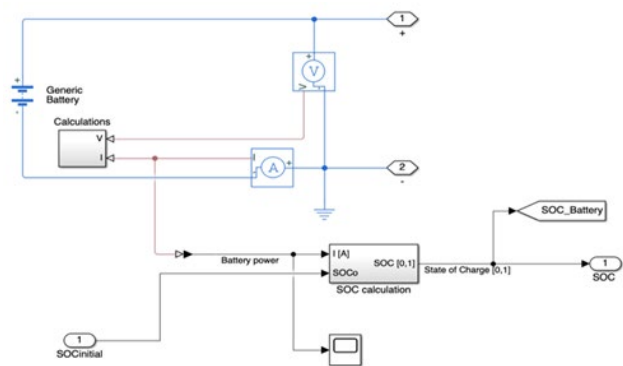 1
+
+
V
V
Generic
Battery
-
Calculations
V
I
I
A
+
2
-
SOC_Battery
Battery power
I [A]
SOC [0,1]
SOCo
State of Charge [0,1]
1
SOC
SOC calculation
1
SOCinitial